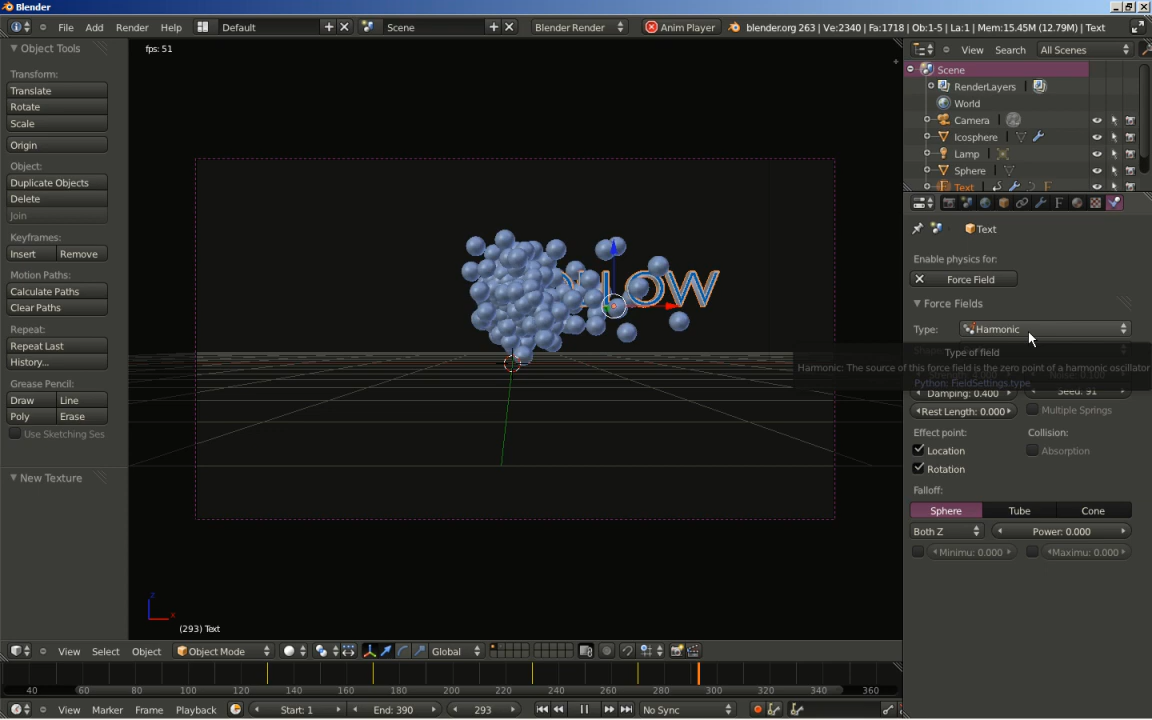 Blender
File Add Render Help Default Scene Blender Render Anim Player blender.org 263 | Ve:2340 | Fa:1718 | Ob:1-5 | La:1 | Mem:15.45M (12.79M) | Text
Object Tools
Transform:
Translate
Rotate
Scale
Origin
Object:
Duplicate Objects
Delete
Join
Keyframes:
Insert Remove
Motion Paths:
Calculate Paths
Clear Paths
Repeat:
Repeat Last
History...
Grease Pencil:
Draw Line
Poly Erase
Use Sketching Ses
New Texture
fps: 51
LOW
(293) Text
z
x
View Search All Scenes
Scene
RenderLayers
World
Camera
Icosphere
Lamp
Sphere
Text
Text
Enable physics for:
Force Field
Force Fields
Type: Harmonic
Type of field
Harmonic: The source of this force field is the zero point of a harmonic oscillator
Python: FieldSettings.type
Damping: 0.400 Seed: 91
Rest Length: 0.000 Multiple Springs
Effect point: Collision:
Location Absorption
Rotation
Falloff:
Sphere Tube Cone
Both Z Power: 0.000
Minimu: 0.000 Maximu: 0.000
View Select Object Object Mode Global
40 60 80 100 120 140 160 180 200 220 240 260 280 300 320 340 360
View Marker Frame Playback Start: 1 End: 390 293 No Sync